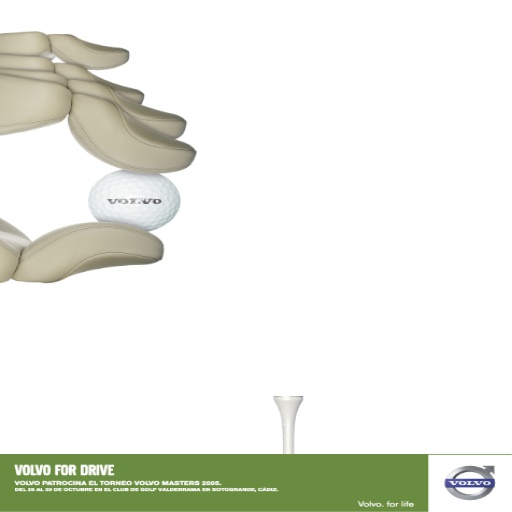 VOLVO
VOLVO FOR DRIVE
VOLVO PATROCINA EL TORNEO VOLVO MASTERS 2005.
DEL 26 AL 30 DE OCTUBRE EN EL CLUB DE GOLF VALDERRAMA EN SOTOGRANDE, CÁDIZ.
Volvo. for life
VOLVO